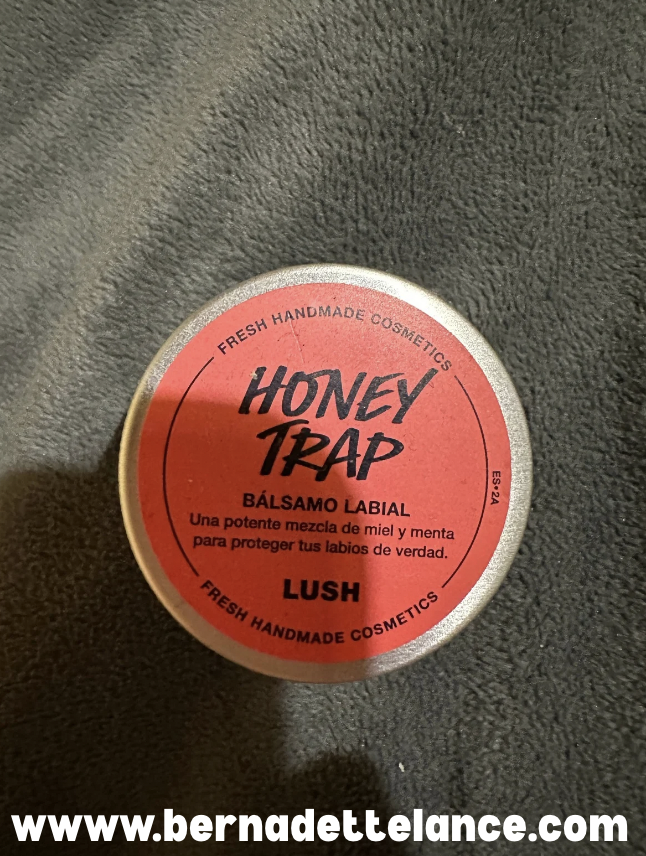 FRESH HANDMADE COSMETICS
HONEY
TRAP
BÁLSAMO LABIAL
Una potente mezcla de miel y menta
para proteger tus labios de verdad.
ES•2A
LUSH
FRESH HANDMADE COSMETICS
www.bernadettelance.com